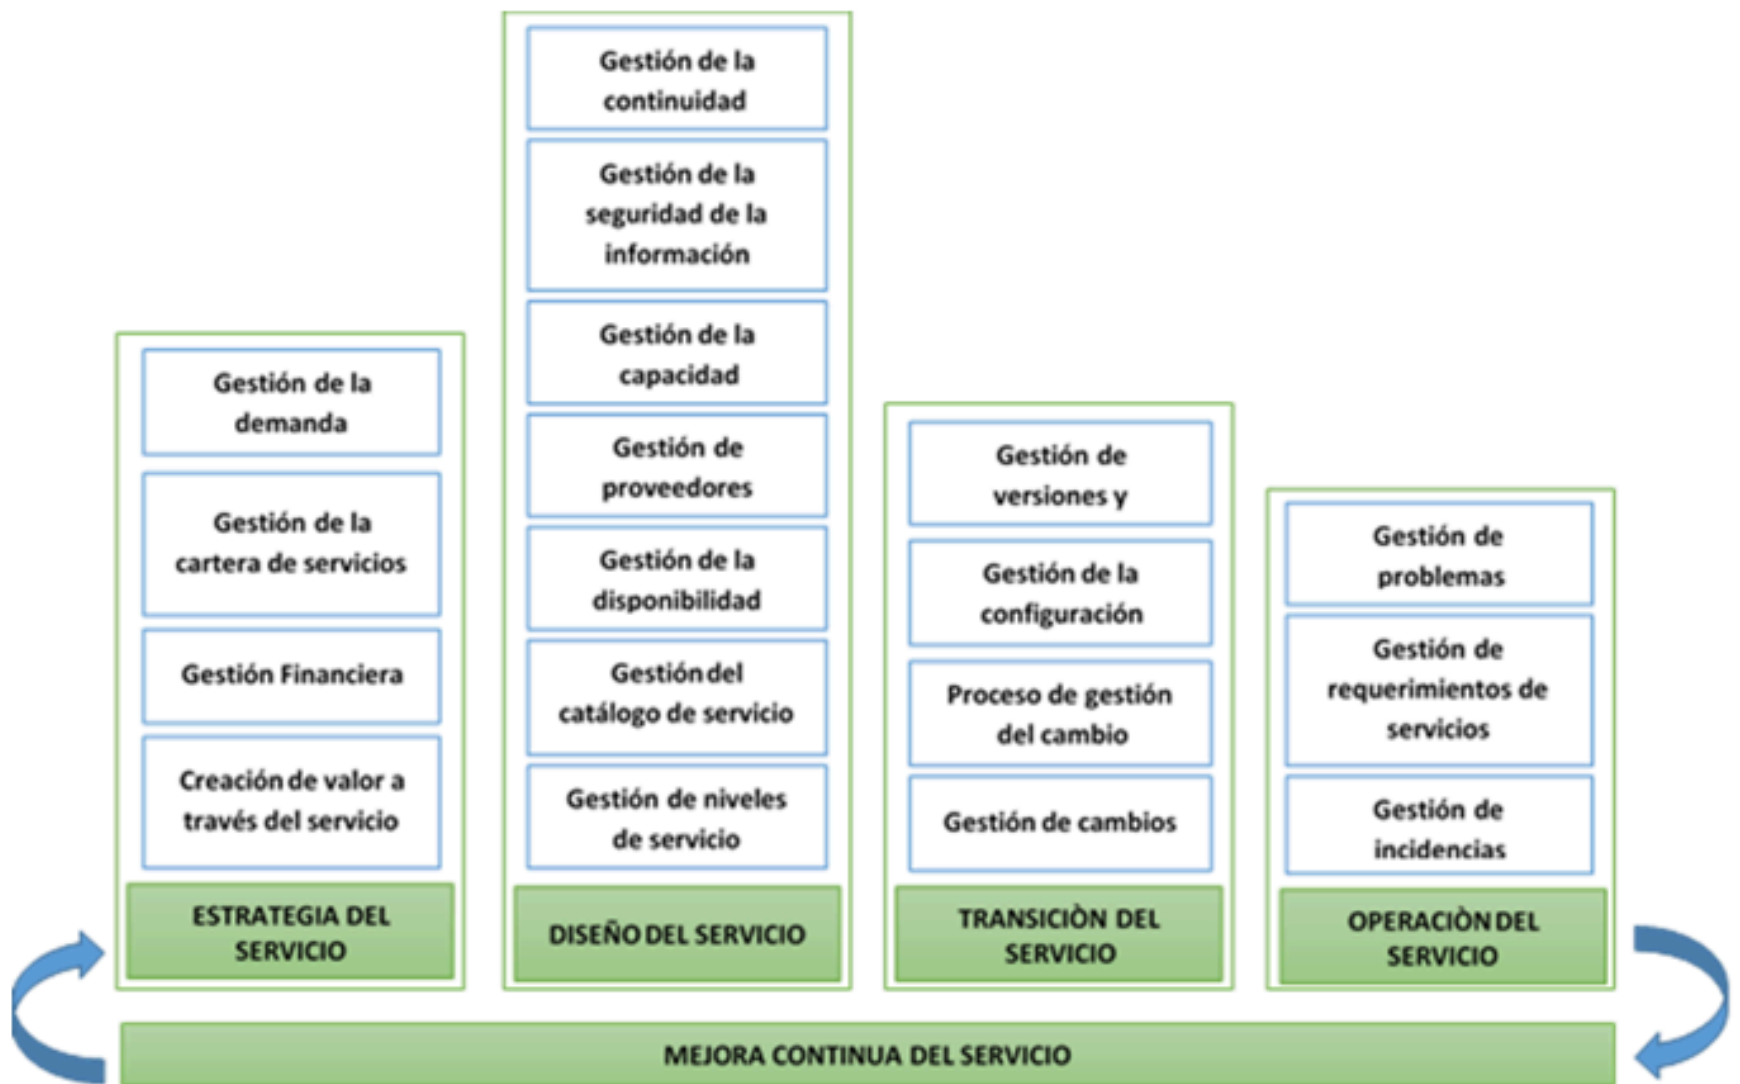 Gestión de la
demanda
Gestión de la
cartera de servicios
Gestión Financiera
Creación de valor a
través del servicio
ESTRATEGIA DEL
SERVICIO
Gestión de la
continuidad
Gestión de la
seguridad de la
información
Gestión de la
capacidad
Gestión de
proveedores
Gestión de la
disponibilidad
Gestión del
catálogo de servicio
Gestión de niveles
de servicio
DISEÑO DEL SERVICIO
Gestión de
versiones y
Gestión de la
configuración
Proceso de gestión
del cambio
Gestión de cambios
TRANSICIÒN DEL
SERVICIO
Gestión de
problemas
Gestión de
requerimientos de
servicios
Gestión de
incidencias
OPERACIÒN DEL
SERVICIO
MEJORA CONTINUA DEL SERVICIO